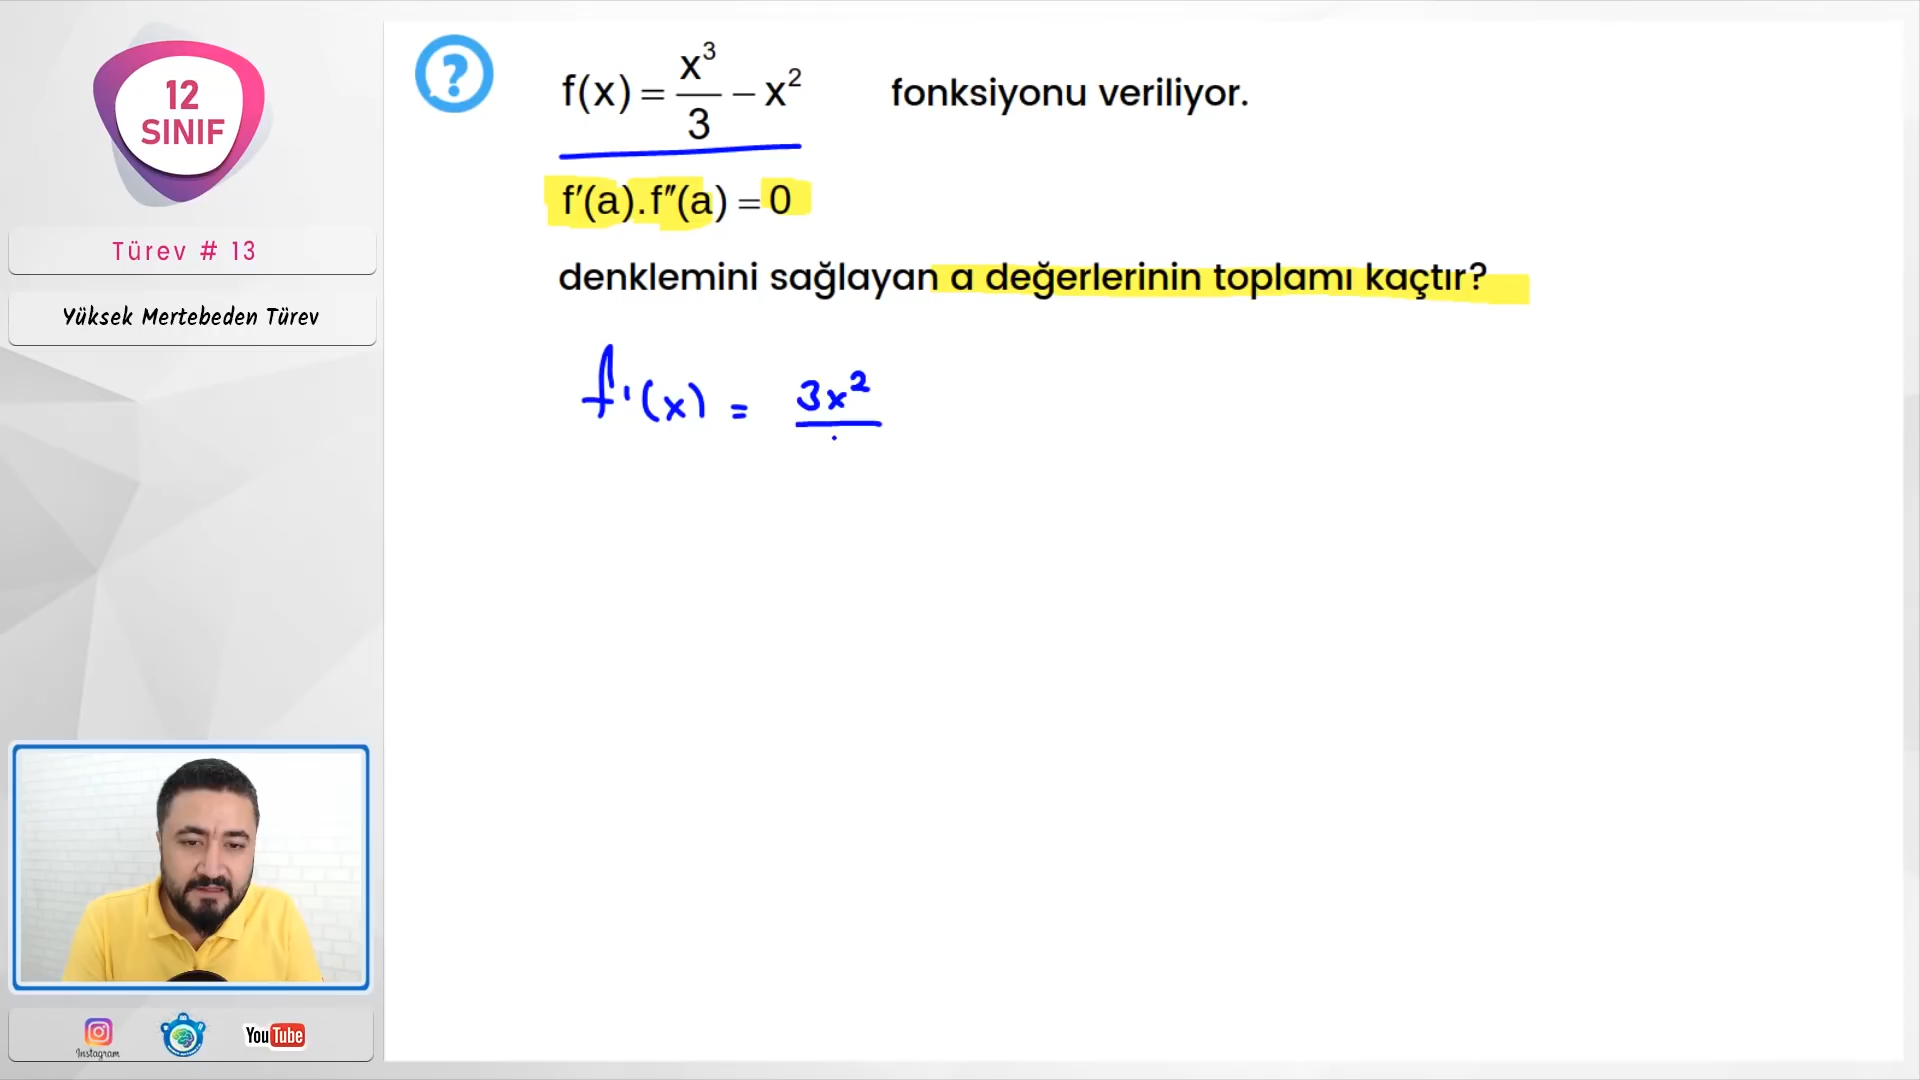 12
SINIF
Türev # 13
Yüksek Mertebeden Türev
?
f(x) = x³/3 − x² fonksiyonu veriliyor.
f′(a).f″(a) = 0
denklemini sağlayan a değerlerinin toplamı kaçtır?
f'(x) = 3x²
Instagram
YouTube